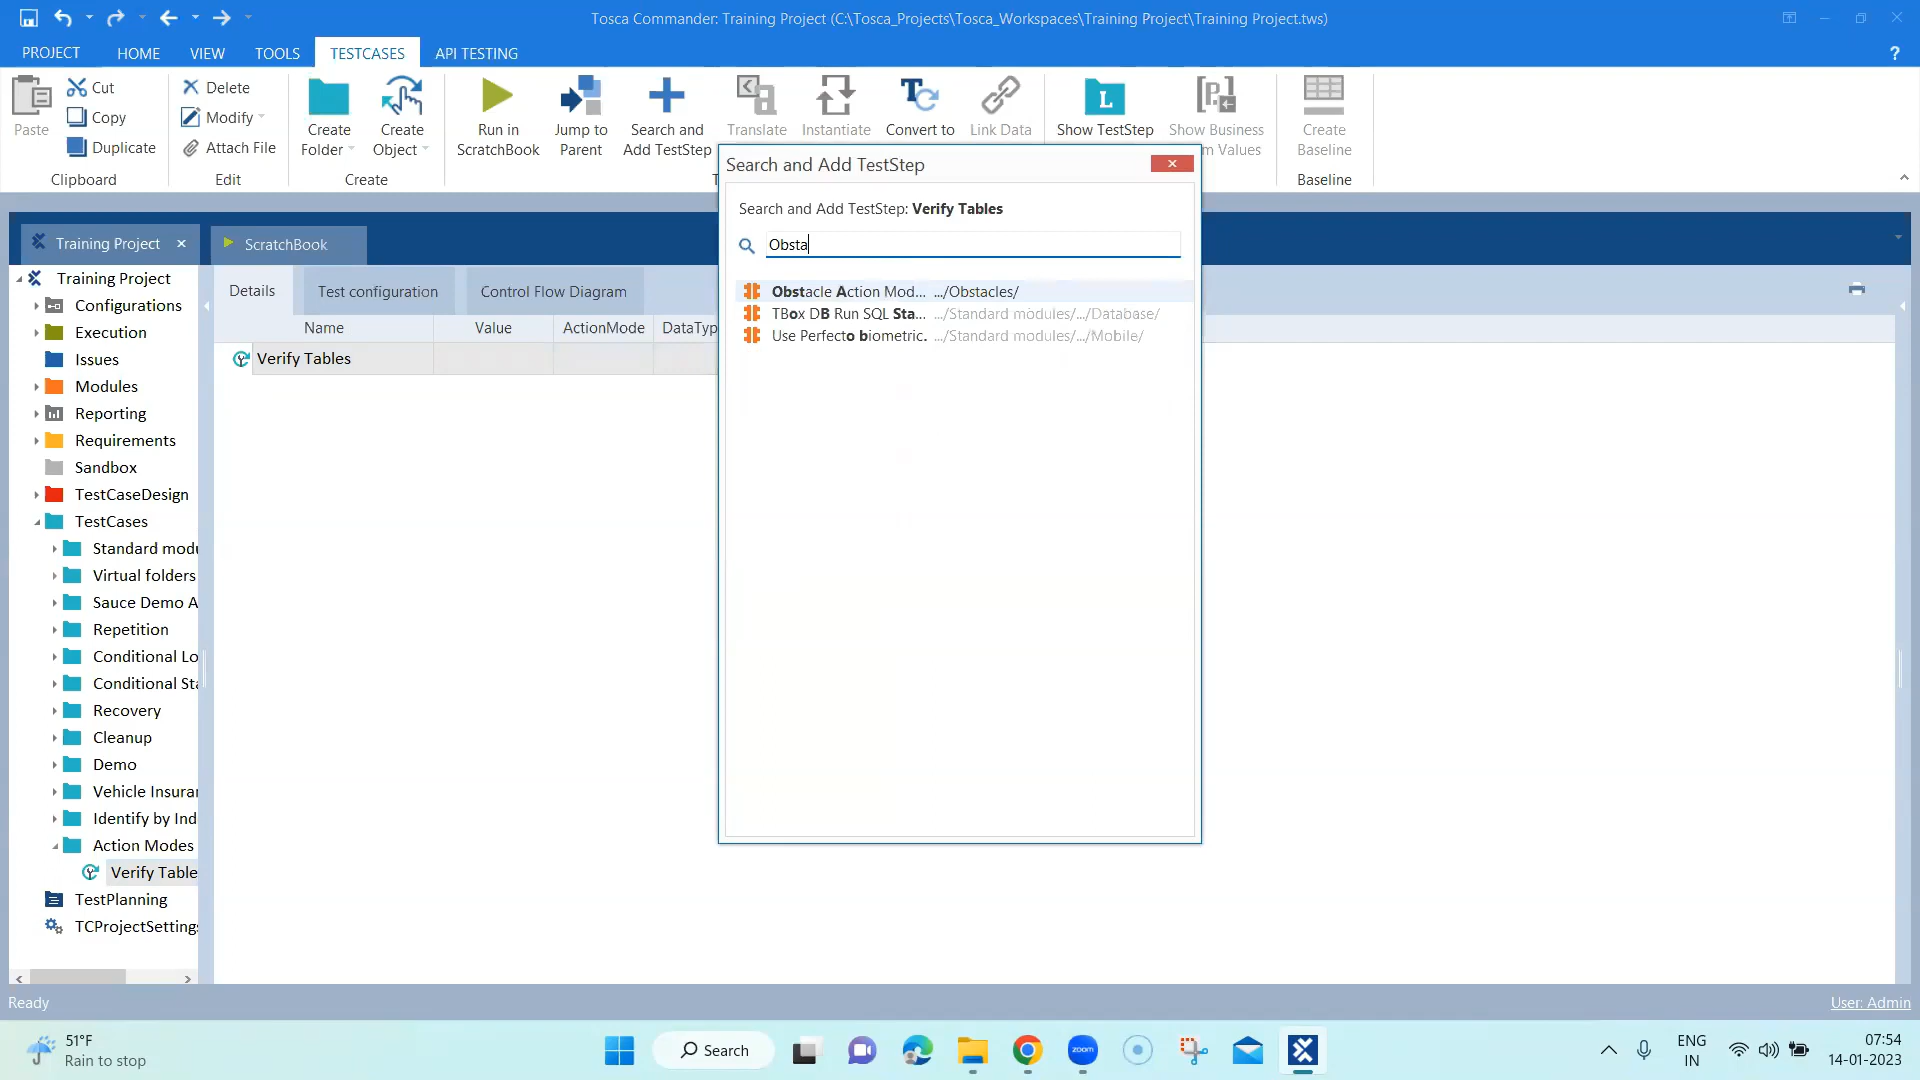 Tosca Commander: Training Project (C:\Tosca_Projects\Tosca_Workspaces\Training Project\Training Project.tws)
PROJECT HOME VIEW TOOLS TESTCASES API TESTING ?
Paste
Cut
Copy
Duplicate
Clipboard
Delete
Modify
Attach File
Edit
Create
Folder
Create
Object
Create
Run in
ScratchBook
Jump to
Parent
Search and
Add TestStep
Translate
Instantiate
Convert to
Link Data
Show TestStep
Show Business
Values
Create
Baseline
Baseline
Training Project
ScratchBook
Training Project
Configurations
Execution
Issues
Modules
Reporting
Requirements
Sandbox
TestCaseDesign
TestCases
Standard modu
Virtual folders
Sauce Demo A
Repetition
Conditional Lo
Conditional Sta
Recovery
Cleanup
Demo
Vehicle Insurar
Identify by Ind
Action Modes
Verify Table
TestPlanning
TCProjectSettings
Details Test configuration Control Flow Diagram
Name Value ActionMode DataTyp
Verify Tables
Search and Add TestStep
Search and Add TestStep: Verify Tables
Obsta
Obstacle Action Mod... .../Obstacles/
TBox DB Run SQL Sta... .../Standard modules/.../Database/
Use Perfecto biometric. .../Standard modules/.../Mobile/
Ready
User: Admin
51°F
Rain to stop
Search
zoom
ENG
IN
07:54
14-01-2023